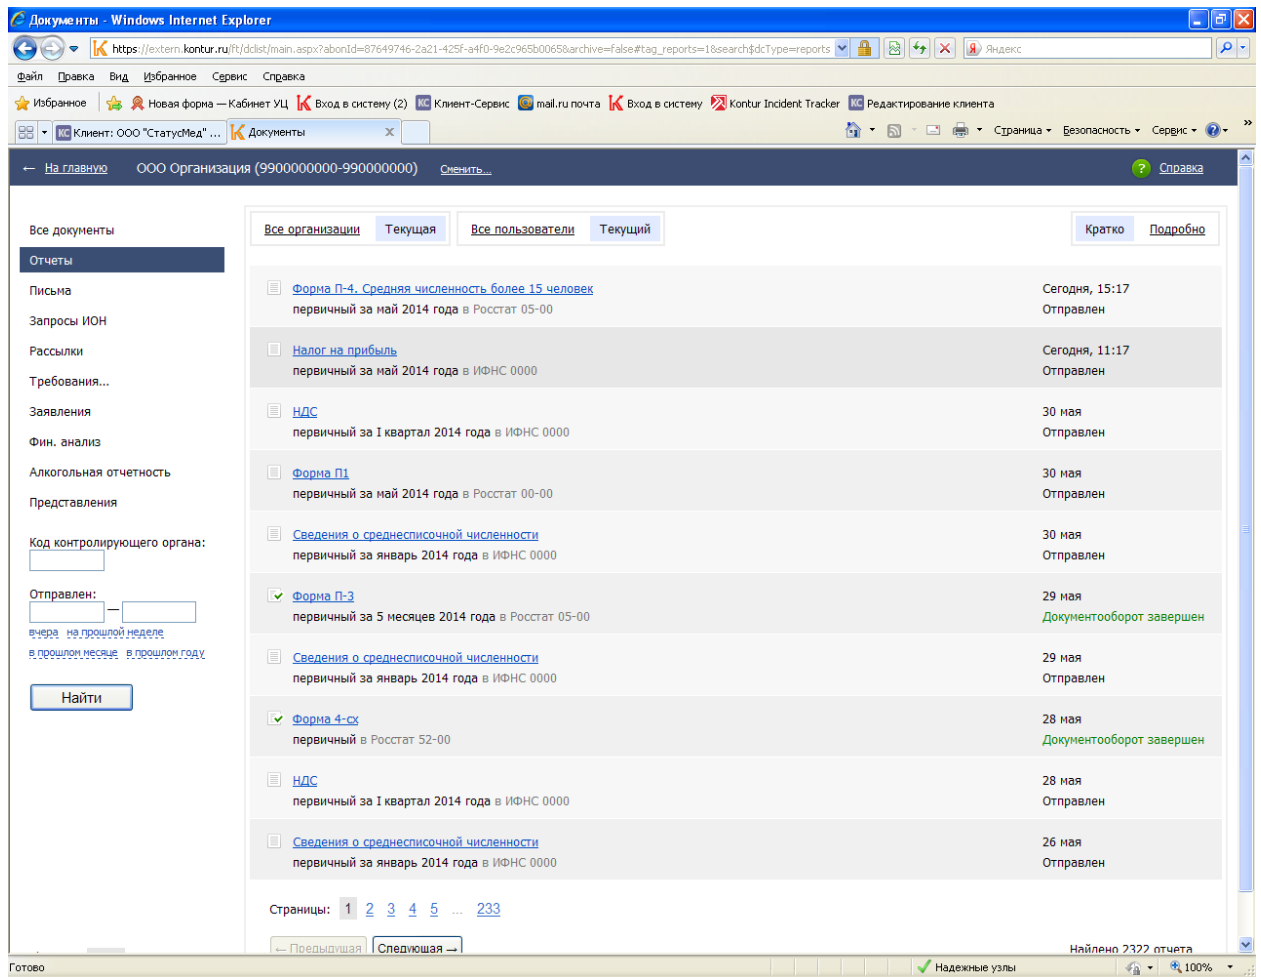 Документы - Windows Internet Explorer
https://extern.kontur.ru/ft/dclist/main.aspx?abonId=87649746-2a21-425f-a4f0-9e2c965b0065&archive=false#tag_reports=1&search$dcType=reports
Яндекс
Файл Правка Вид Избранное Сервис Справка
Избранное Новая форма — Кабинет УЦ Вход в систему (2) КС Клиент-Сервис mail.ru почта Вход в систему Kontur Incident Tracker КС Редактирование клиента
КС Клиент: ООО "СтатусМед" ... Документы x Страница Безопасность Сервис »
← На главную ООО Организация (9900000000-990000000) Сменить... ? Справка
Все организации Текущая Все пользователи Текущий Кратко Подробно
Все документы
Отчеты
Письма
Запросы ИОН
Рассылки
Требования...
Заявления
Фин. анализ
Алкогольная отчетность
Представления
Код контролирующего органа:
Отправлен:
—
вчера на прошлой неделе
в прошлом месяце в прошлом году
Найти
Форма П-4. Средняя численность более 15 человек Сегодня, 15:17
первичный за май 2014 года в Росстат 05-00 Отправлен
Налог на прибыль Сегодня, 11:17
первичный за май 2014 года в ИФНС 0000 Отправлен
НДС 30 мая
первичный за I квартал 2014 года в ИФНС 0000 Отправлен
Форма П1 30 мая
первичный за май 2014 года в Росстат 00-00 Отправлен
Сведения о среднесписочной численности 30 мая
первичный за январь 2014 года в ИФНС 0000 Отправлен
Форма П-3 29 мая
первичный за 5 месяцев 2014 года в Росстат 05-00 Документооборот завершен
Сведения о среднесписочной численности 29 мая
первичный за январь 2014 года в ИФНС 0000 Отправлен
Форма 4-сх 28 мая
первичный в Росстат 52-00 Документооборот завершен
НДС 28 мая
первичный за I квартал 2014 года в ИФНС 0000 Отправлен
Сведения о среднесписочной численности 26 мая
первичный за январь 2014 года в ИФНС 0000 Отправлен
Страницы: 1 2 3 4 5 ... 233
← Предыдущая Следующая → Найдено 2322 отчета
Готово Надежные узлы 100%